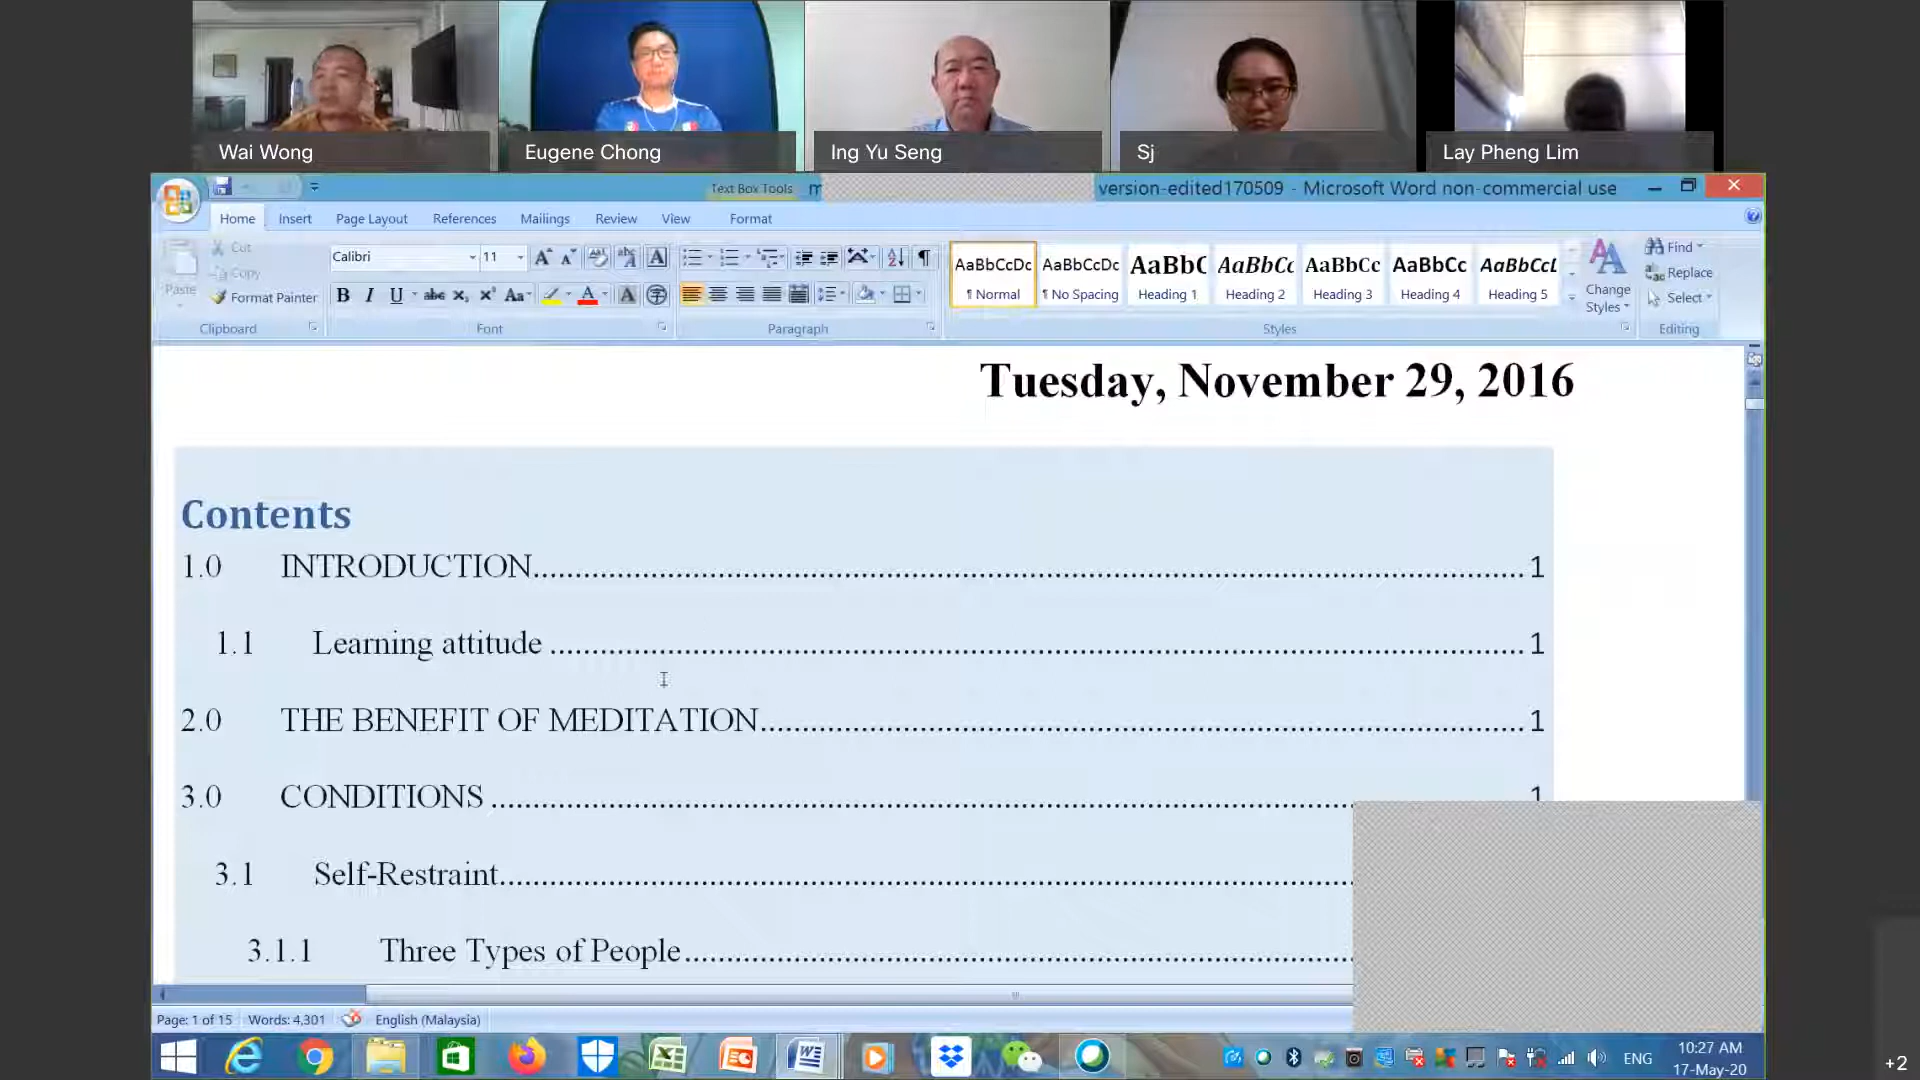 Wai Wong
Eugene Chong
Ing Yu Seng
Sj
Lay Pheng Lim
Text Box Tools
version-edited170509 - Microsoft Word non-commercial use
Home Insert Page Layout References Mailings Review View Format
Paste
Cut
Copy
Format Painter
Clipboard
Calibri 11
Font
Paragraph
AaBbCcDc AaBbCcDc AaBbC AaBbCc AaBbCc AaBbCc AaBbCcL
¶ Normal ¶ No Spacing Heading 1 Heading 2 Heading 3 Heading 4 Heading 5
Change Styles
Styles
Find
Replace
Select
Editing
Tuesday, November 29, 2016
Contents
1.0 INTRODUCTION 1
1.1 Learning attitude 1
2.0 THE BENEFIT OF MEDITATION 1
3.0 CONDITIONS 1
3.1 Self-Restraint
3.1.1 Three Types of People
Page: 1 of 15 Words: 4,301 English (Malaysia)
ENG
10:27 AM
17-May-20
+2